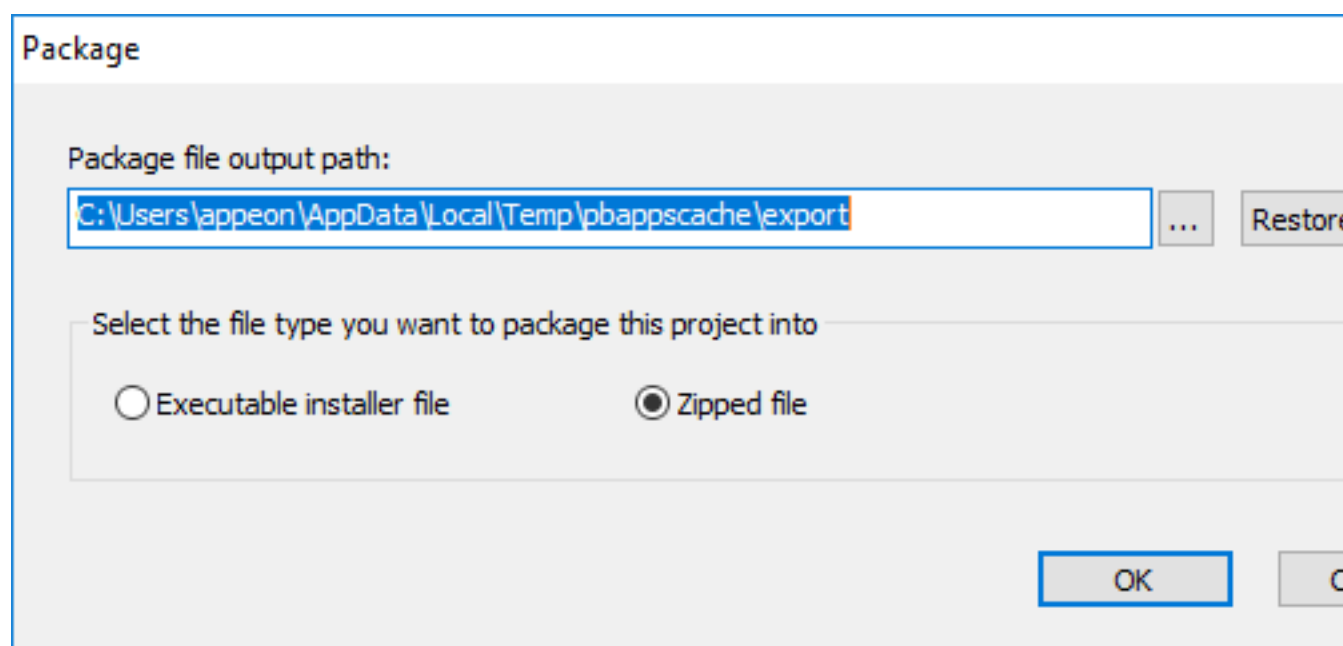 Package
Package file output path:
C:\Users\appeon\AppData\Local\Temp\pbappscache\export ... Restore
Select the file type you want to package this project into
Executable installer file Zipped file
OK